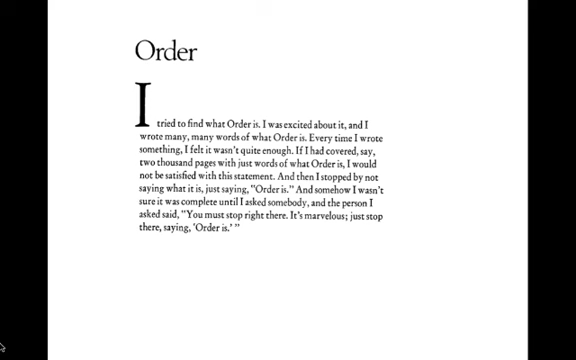 Order
I tried to find what Order is. I was excited about it, and I
wrote many, many words of what Order is. Every time I wrote
something, I felt it wasn't quite enough. If I had covered, say,
two thousand pages with just words of what Order is, I would
not be satisfied with this statement. And then I stopped by not
saying what it is, just saying, "Order is." And somehow I wasn't
sure it was complete until I asked somebody, and the person I
asked said, "You must stop right there. It's marvelous; just stop
there, saying, 'Order is.' "